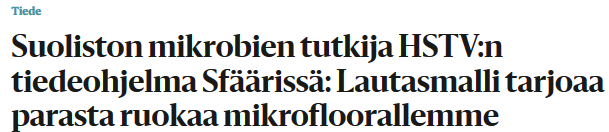 Tiede
Suoliston mikrobien tutkija HSTV:n
tiedeohjelma Sfäärissä: Lautasmalli tarjoaa
parasta ruokaa mikrofloorallemme